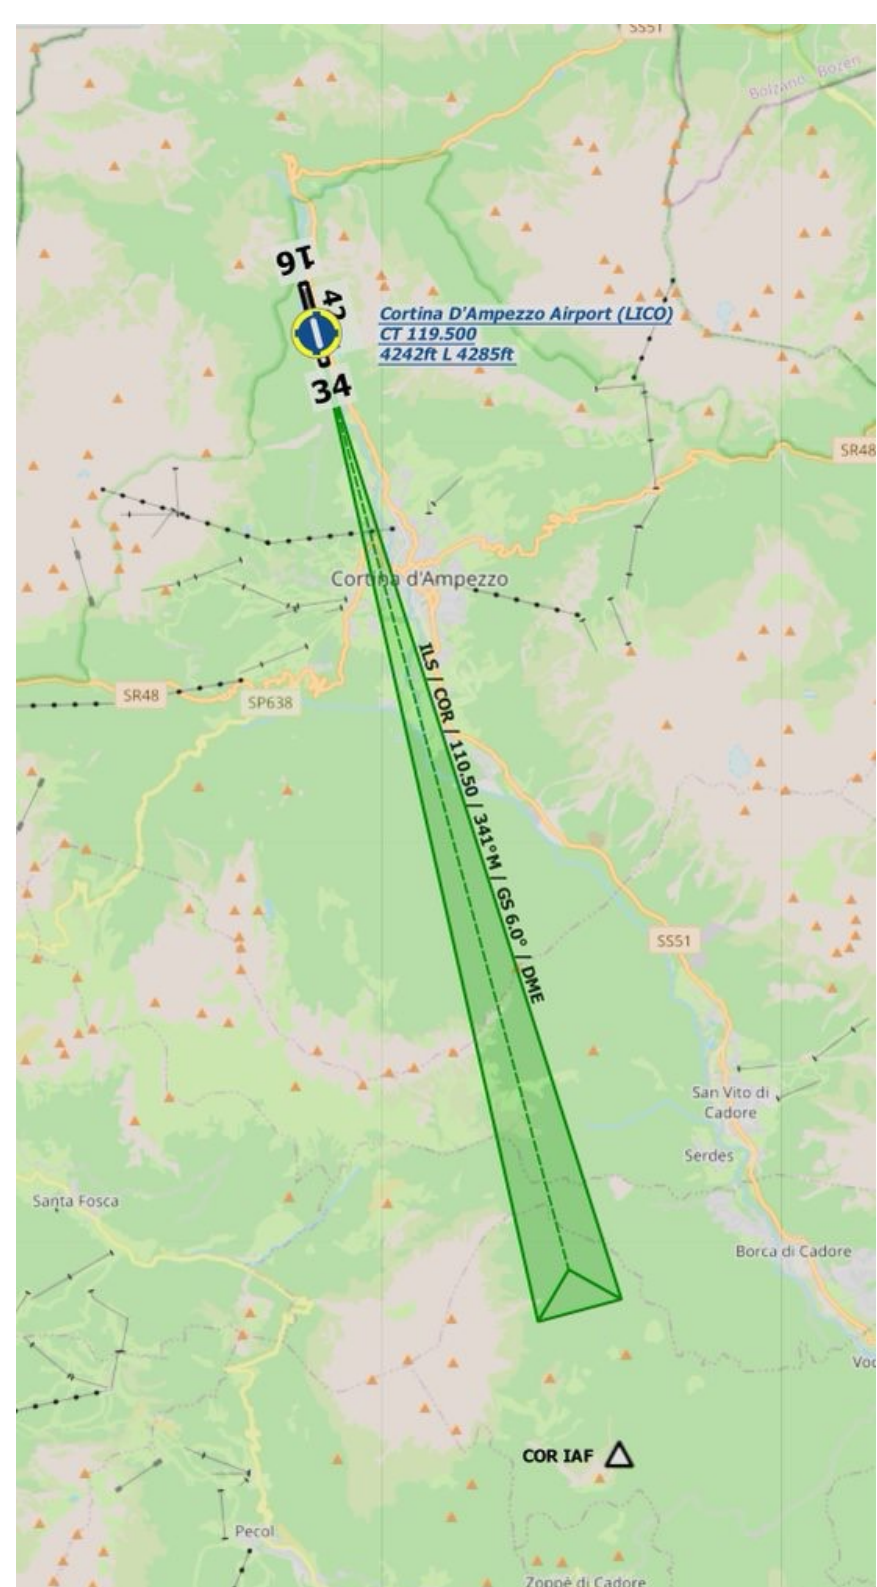 SS51
Bolzano - Bozen
16
42
Cortina D'Ampezzo Airport (LICO)
CT 119.500
4242ft L 4285ft
34
SR48
Cortina d'Ampezzo
ILS / COR / 110.50 / 341°M / GS 6.0° / DME
SR48
SP638
SS51
San Vito di
Cadore
Serdes
Santa Fosca
Borca di Cadore
COR IAF
Pecol
Zoppè di Cadore